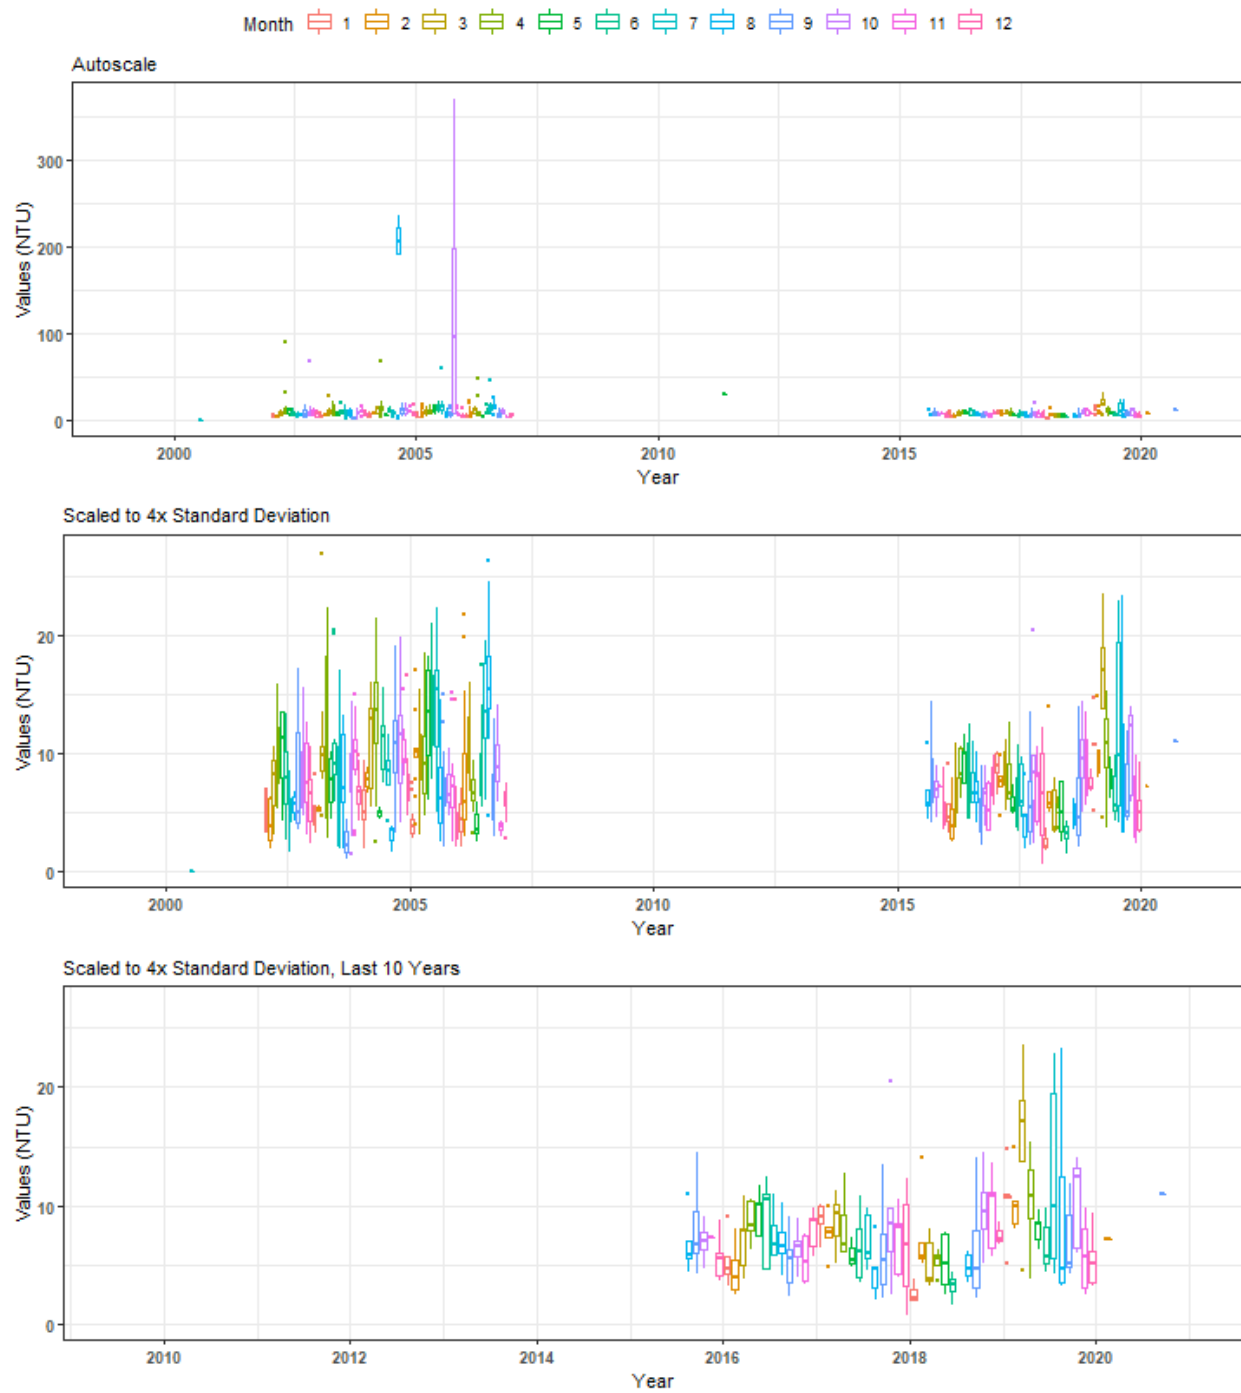 Month 1 2 3 4 5 6 7 8 9 10 11 12
Autoscale
300
200
100
0
Values (NTU)
2000 2005 2010 2015 2020
Year
Scaled to 4x Standard Deviation
20
10
0
Values (NTU)
2000 2005 2010 2015 2020
Year
Scaled to 4x Standard Deviation, Last 10 Years
20
10
0
Values (NTU)
2010 2012 2014 2016 2018 2020
Year